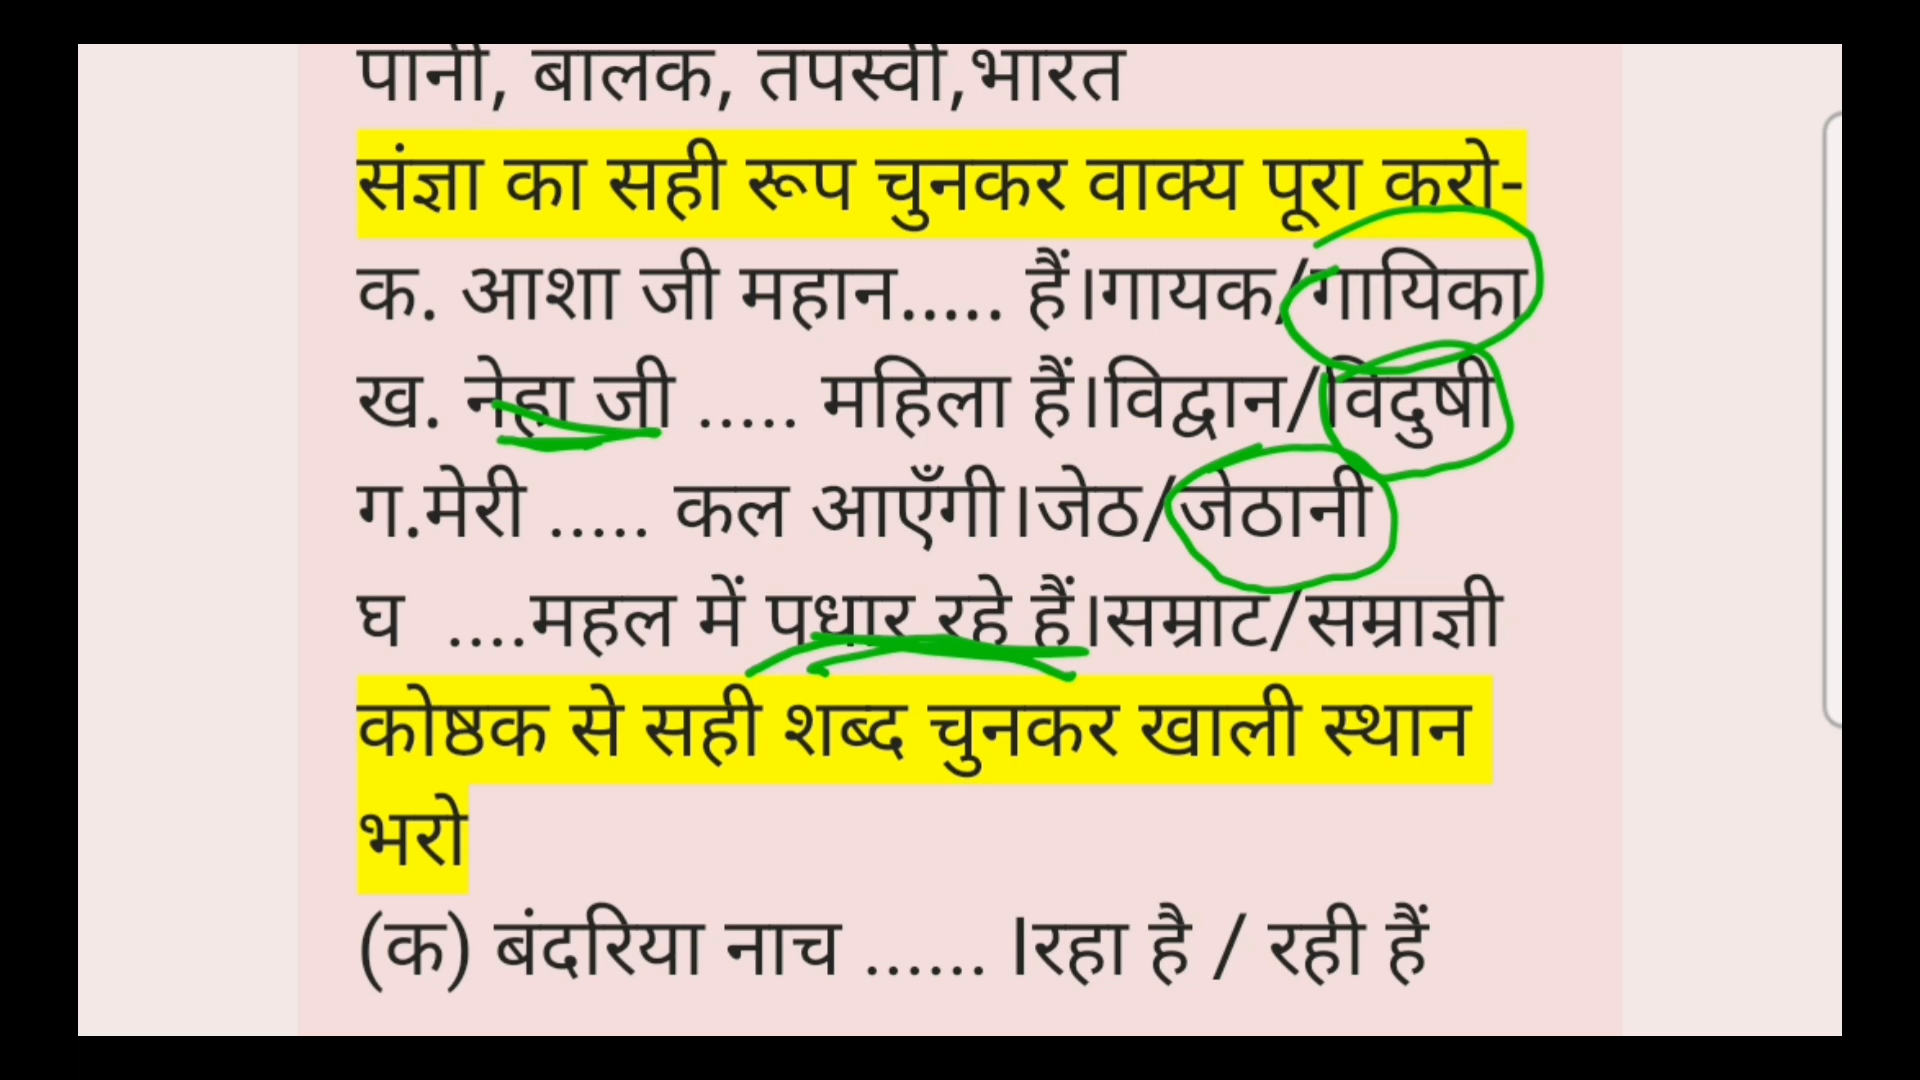 पानी, बालक, तपस्वी,भारत
संज्ञा का सही रूप चुनकर वाक्य पूरा करो-
क. आशा जी महान..... हैं।गायक/गायिका
ख. नेहा जी ..... महिला हैं।विद्वान/विदुषी
ग.मेरी ..... कल आएँगी।जेठ/जेठानी
घ ....महल में पधार रहे हैं।सम्राट/सम्राज्ञी
कोष्ठक से सही शब्द चुनकर खाली स्थान
भरो
(क) बंदरिया नाच ...... ।रहा है / रही हैं